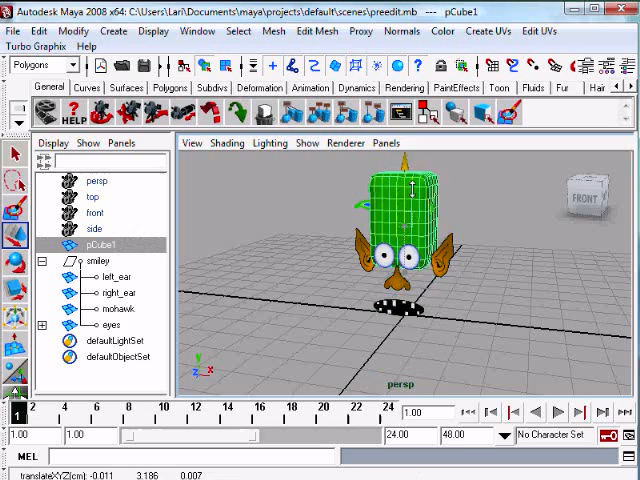 Autodesk Maya 2008 x64: C:\Users\Lari\Documents\maya\projects\default\scenes\preedit.mb --- pCube1
File Edit Modify Create Display Window Assets Select Mesh Edit Mesh Proxy Normals Color Create UVs Edit UVs
Turbo Graphix Help
Polygons
General Curves Surfaces Polygons Subdivs Deformation Animation Dynamics Rendering PaintEffects Toon Fluids Fur Hair
HELP
Display Show Panels
View Shading Lighting Show Renderer Panels
persp
top
front
side
pCube1
smiley
left_ear
right_ear
mohawk
eyes
defaultLightSet
defaultObjectSet
FRONT
y
z x
persp
1 2 4 6 8 10 12 14 16 18 20 22 24
1.00
1.00 1.00 24.00 48.00 No Character Set
MEL
translateXYZ(cm): -0.011 3.186 0.007